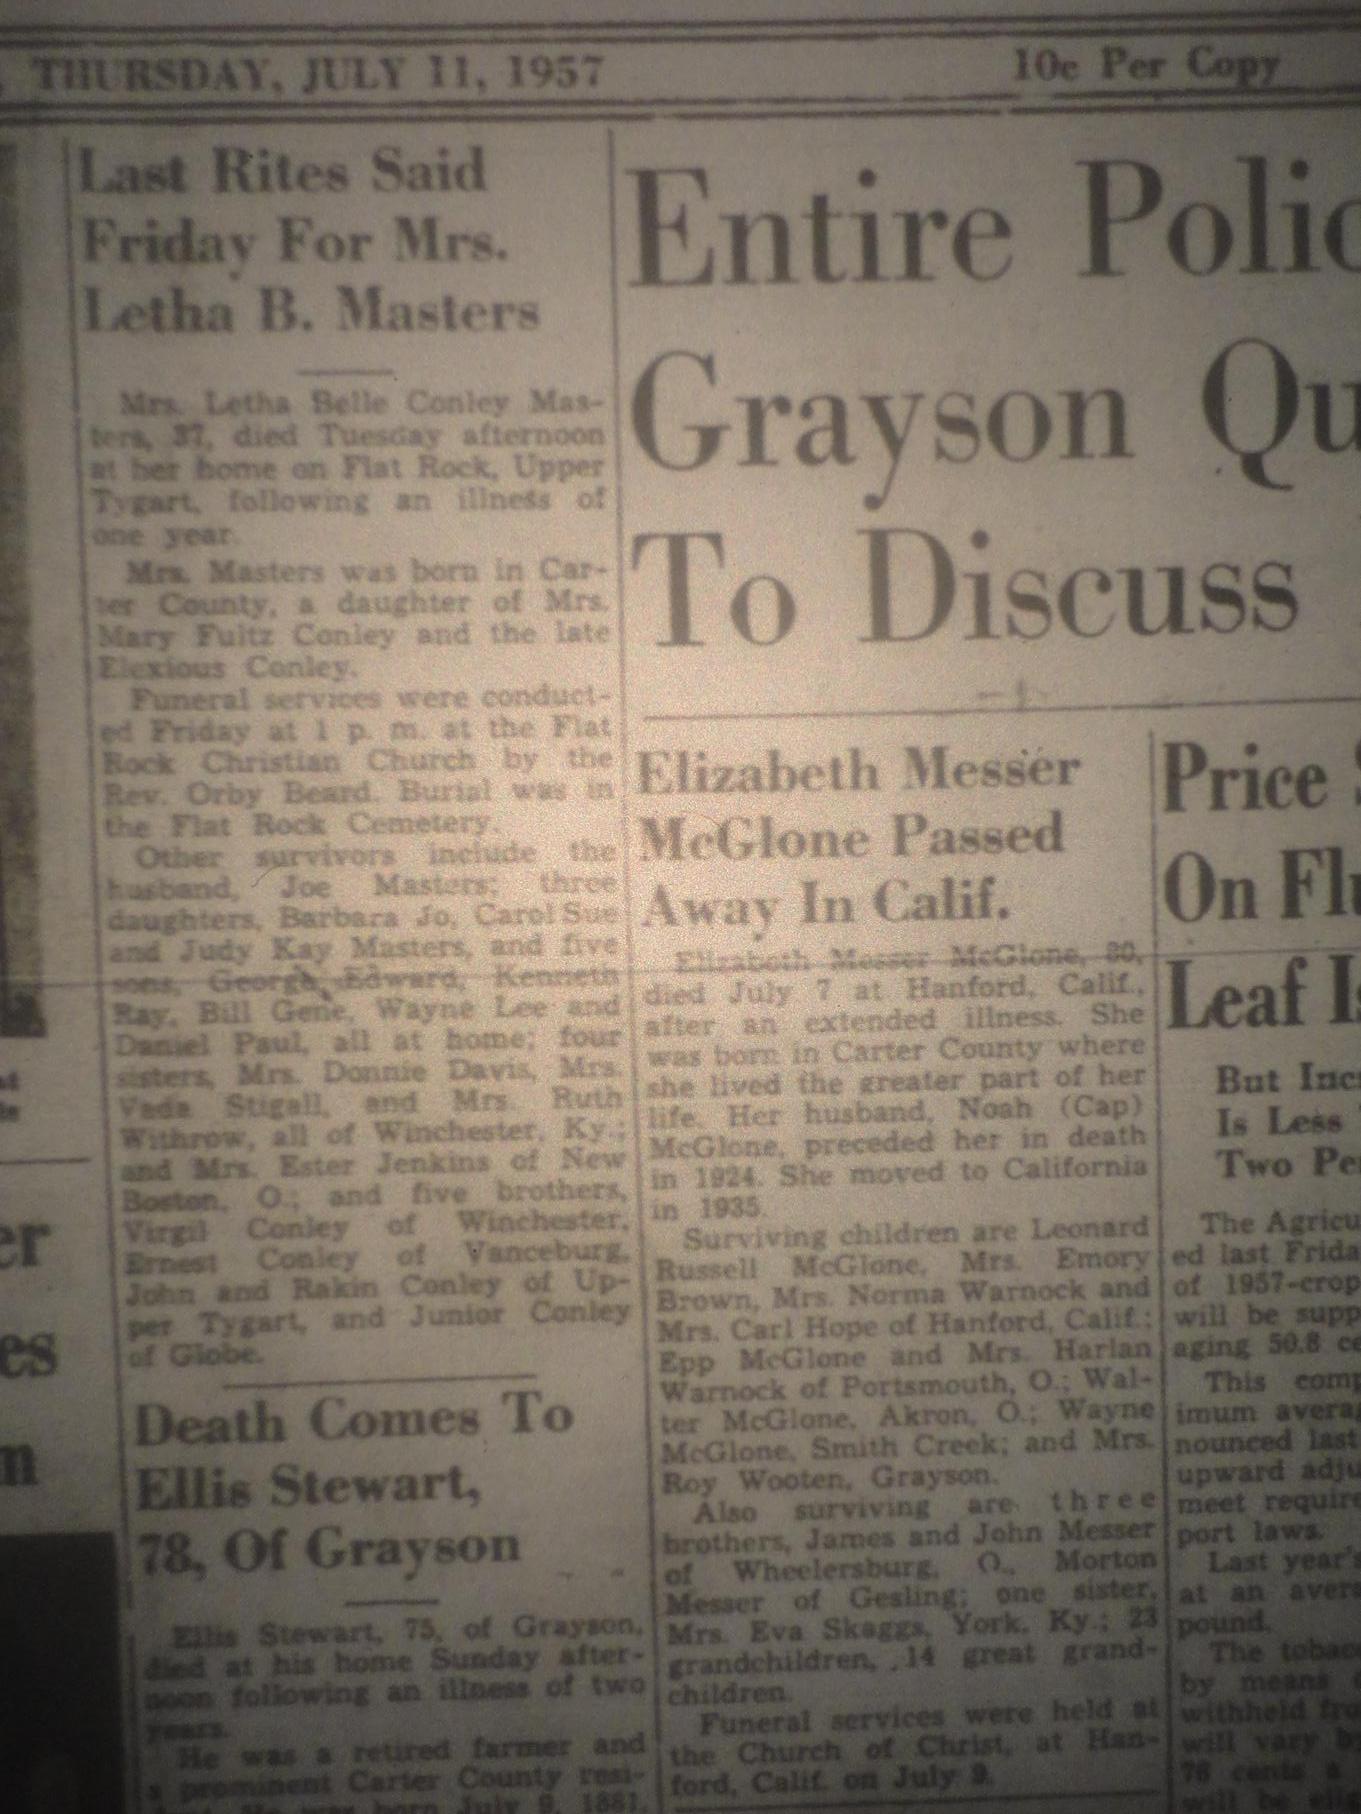 THURSDAY, JULY 11, 1957
10c Per Copy
Last Rites Said
Friday For Mrs.
Letha B. Masters
Mrs. Letha Belle Conley Mas-
ters, 37, died Tuesday afternoon
at her home on Flat Rock, Upper
Tygart, following an illness of
one year.
Mrs. Masters was born in Car-
ter County, a daughter of Mrs.
Mary Fultz Conley and the late
Elexious Conley.
Funeral services were conduct-
ed Friday at 1 p. m. at the Flat
Rock Christian Church by the
Rev. Orby Beard. Burial was in
the Flat Rock Cemetery.
Other survivors include the
husband, Joe Masters; three
daughters, Barbara Jo, Carol Sue
and Judy Kay Masters, and five
sons, George Edward, Kenneth
Ray, Bill Gene, Wayne Lee and
Daniel Paul, all at home; four
sisters, Mrs. Donnie Davis, Mrs.
Vada Stigall, and Mrs. Ruth
Withrow, all of Winchester, Ky.;
and Mrs. Ester Jenkins of New
Boston, O.; and five brothers,
Virgil Conley of Winchester,
Ernest Conley of Vanceburg,
John and Rakin Conley of Up-
per Tygart, and Junior Conley
of Globe.
Death Comes To
Ellis Stewart,
78, Of Grayson
Ellis Stewart, 75, of Grayson,
died at his home Sunday after-
noon following an illness of two
years.
He was a retired farmer and
a prominent Carter County resi-
He was born July 9, 1881,
Entire Polic
Grayson Qu
To Discuss
Elizabeth Messer
McGlone Passed
Away In Calif.
Elizabeth Messer McGlone, 80,
died July 7 at Hanford, Calif.,
after an extended illness. She
was born in Carter County where
she lived the greater part of her
life. Her husband, Noah (Cap)
McGlone, preceded her in death
in 1924. She moved to California
in 1935.
Surviving children are Leonard
Russell McGlone, Mrs. Emory
Brown, Mrs. Norma Warnock and
Mrs. Carl Hope of Hanford, Calif.;
Epp McGlone and Mrs. Harlan
Warnock of Portsmouth, O.; Wal-
ter McGlone, Akron, O.; Wayne
McGlone, Smith Creek; and Mrs.
Roy Wooten, Grayson.
Also surviving are three
brothers, James and John Messer
of Wheelersburg, O., Morton
Messer of Gesling; one sister,
Mrs. Eva Skaggs, York, Ky.; 23
grandchildren, 14 great grand-
children.
Funeral services were held at
the Church of Christ, at Han-
ford, Calif. on July 9.
Price S
On Flu
Leaf Is
But Incr
Is Less
Two Per
The Agricu
ed last Frida
of 1957-crop
will be supp
aging 50.8 ce
This comp
imum averag
nounced last
upward adju
meet require
port laws.
Last year's
at an avera
pound.
The tobac
by means
withheld fro
will vary b
76 cents a
will be eli
er
es
m